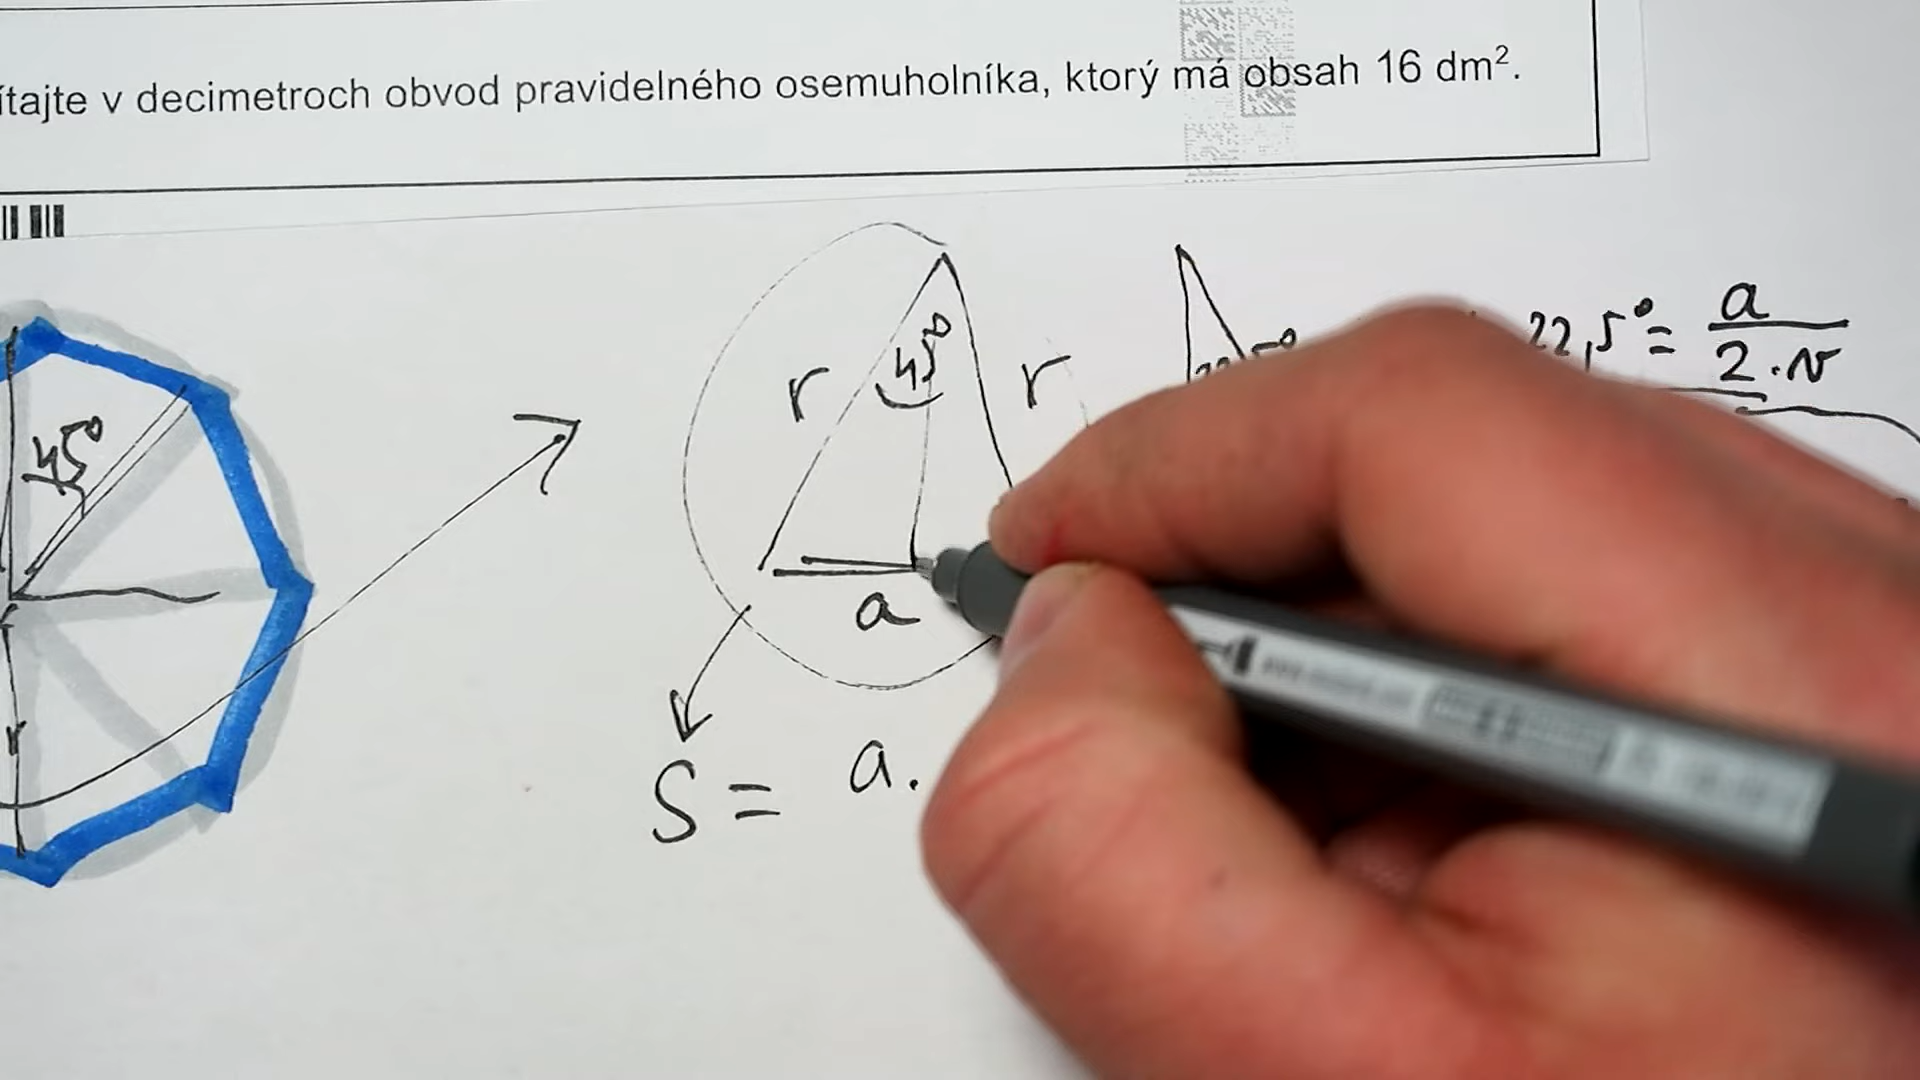 ítajte v decimetroch obvod pravidelného osemuholníka, ktorý má obsah 16 dm².
45°
r
r
45°
r
22,5° = a / 2.v
a
S = a.